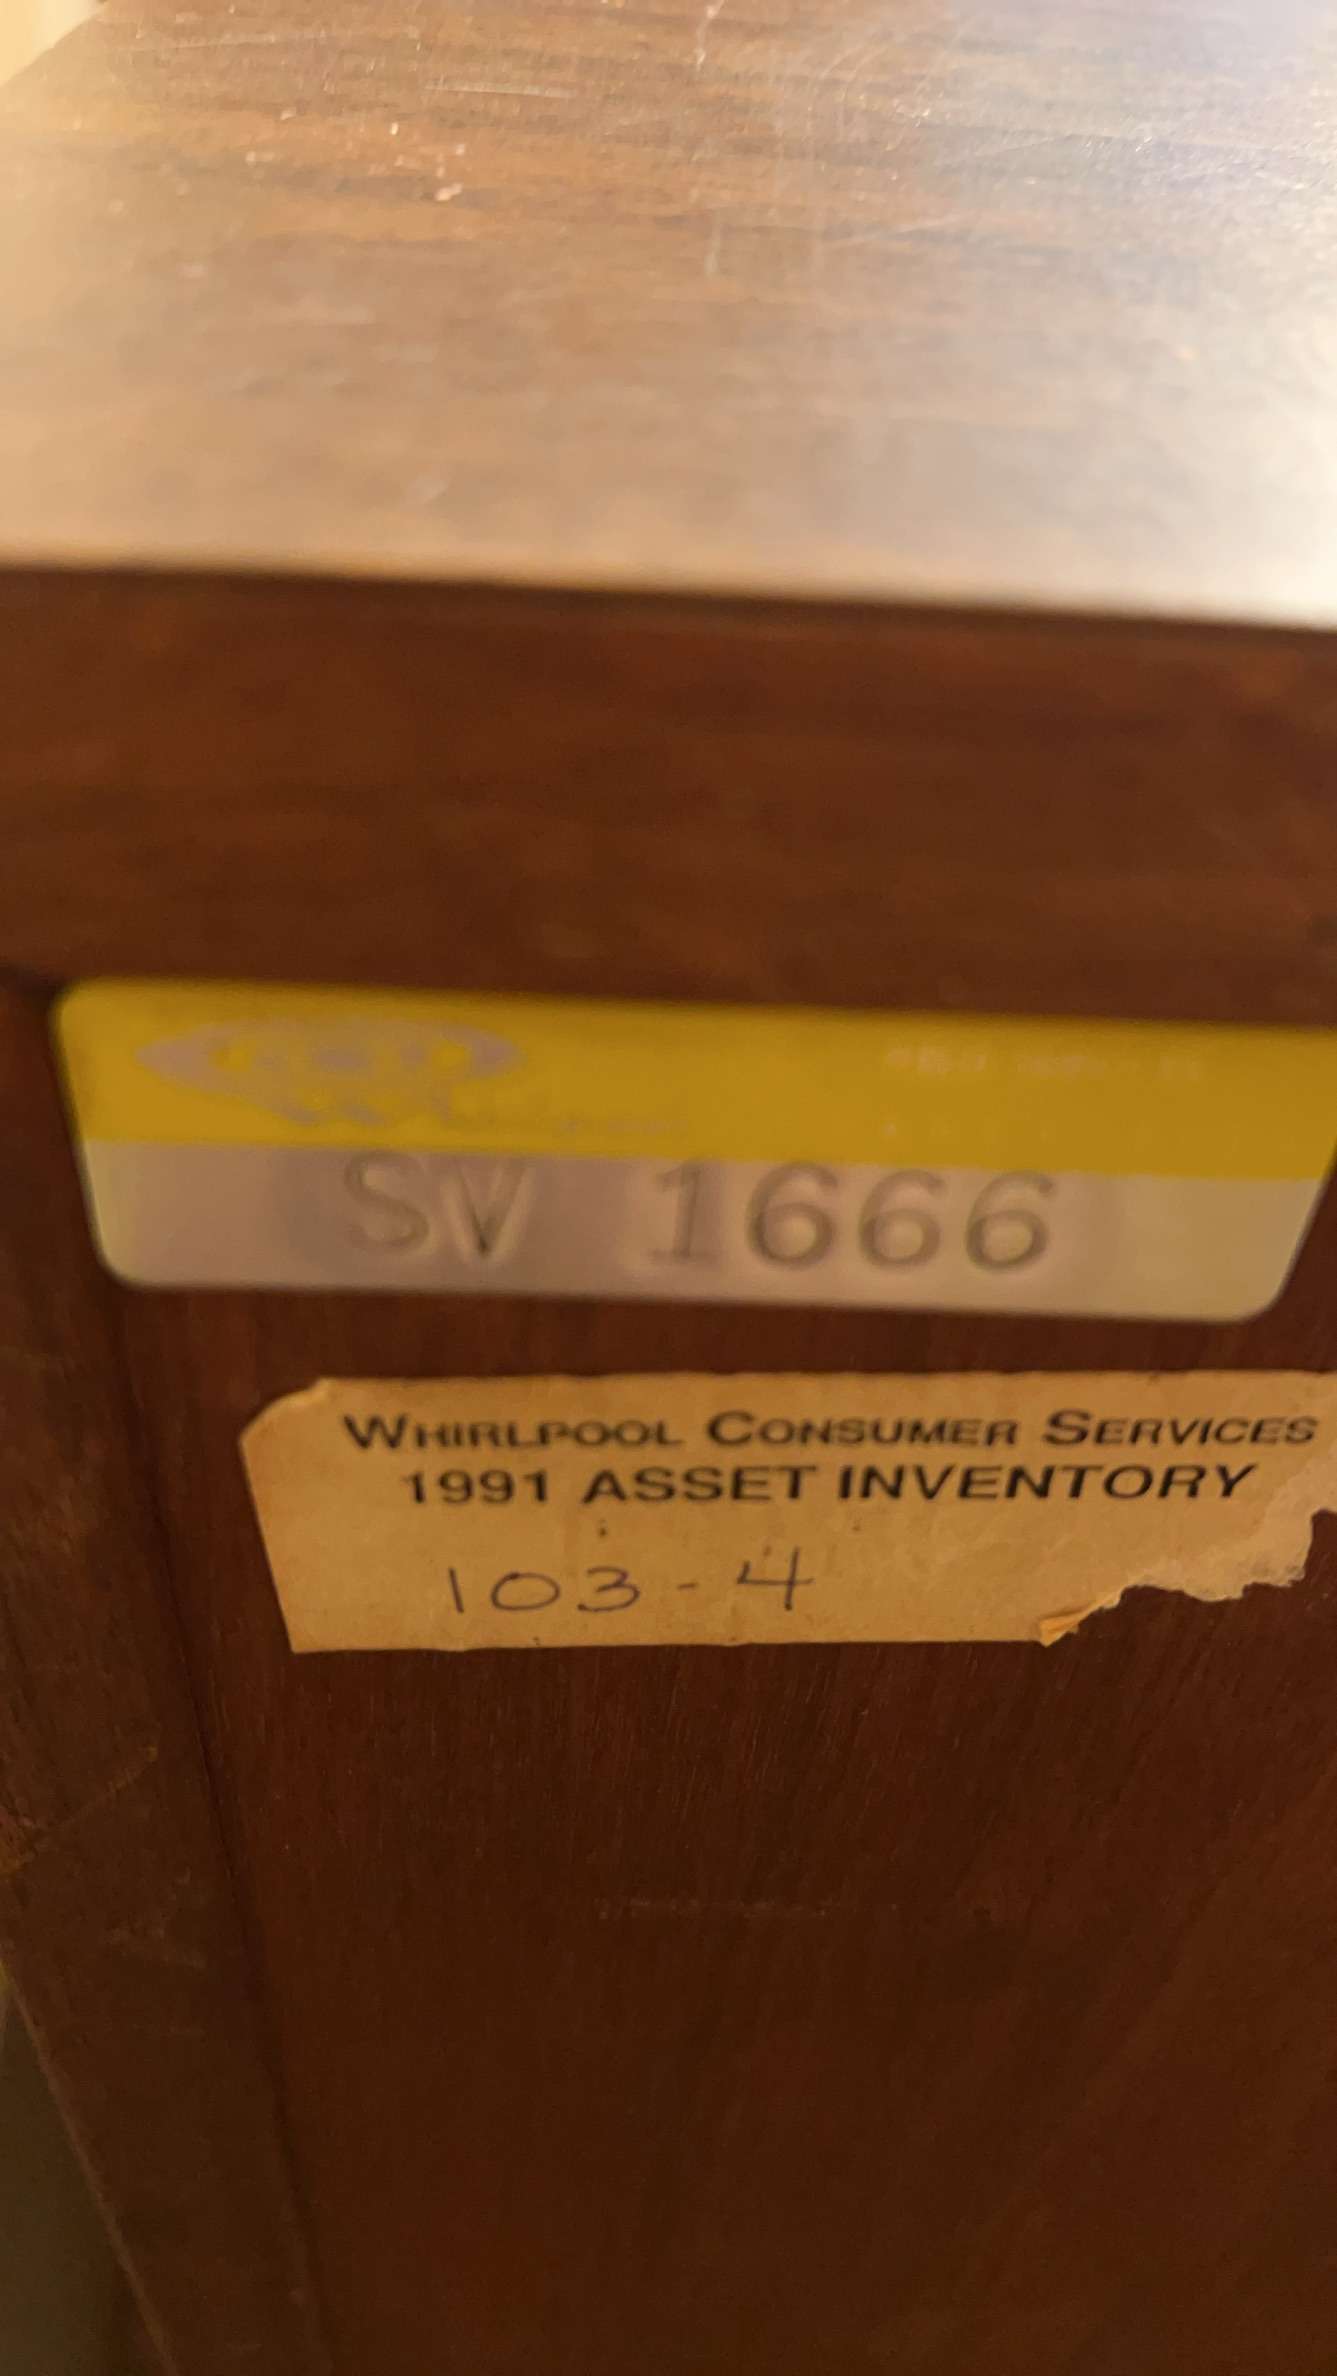 SV 1666
WHIRLPOOL CONSUMER SERVICES
1991 ASSET INVENTORY
103-4